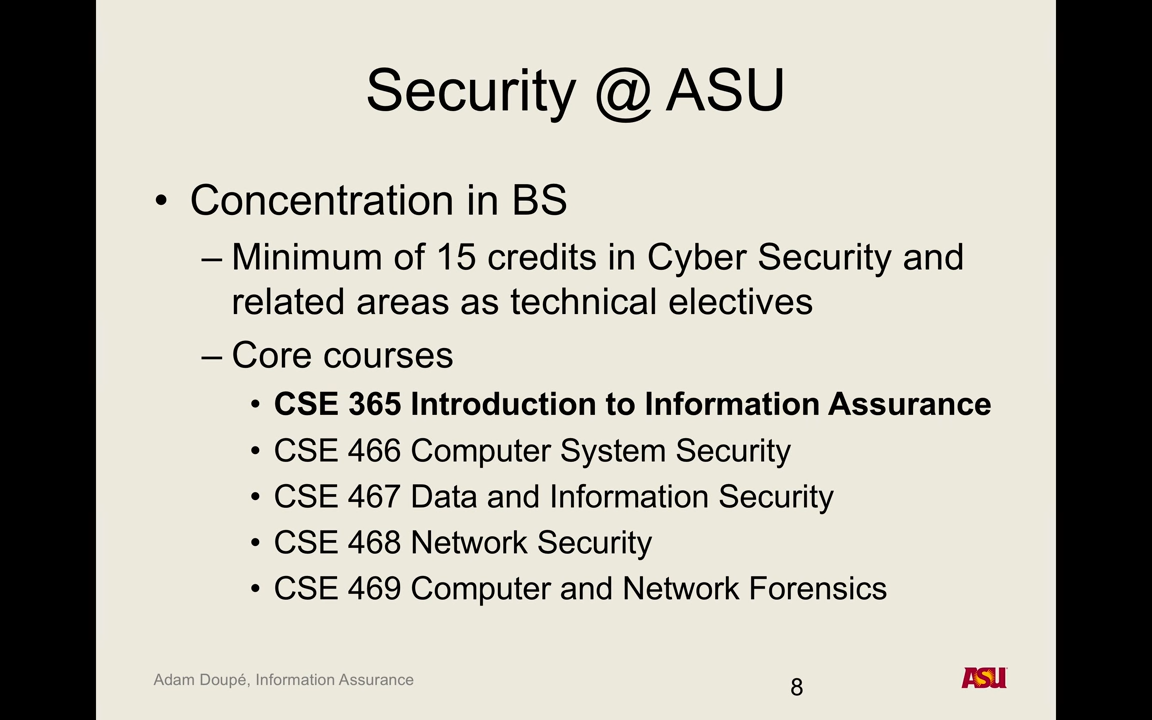 Security @ ASU
• Concentration in BS
– Minimum of 15 credits in Cyber Security and
related areas as technical electives
– Core courses
• CSE 365 Introduction to Information Assurance
• CSE 466 Computer System Security
• CSE 467 Data and Information Security
• CSE 468 Network Security
• CSE 469 Computer and Network Forensics
Adam Doupé, Information Assurance
8
ASU